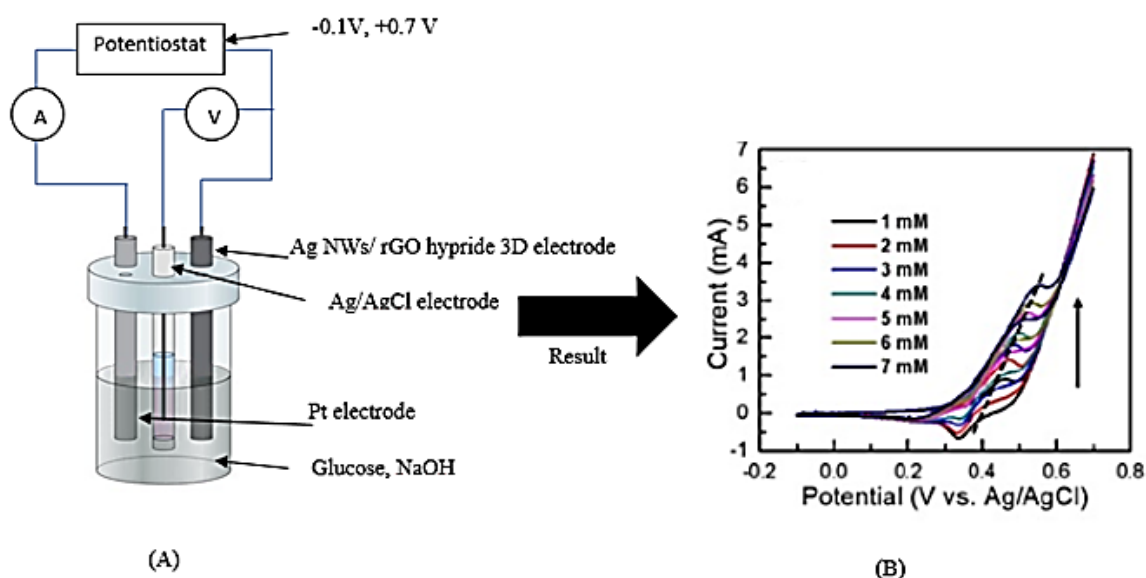 -0.1V, +0.7 V
Potentiostat
A
V
Ag NWs/ rGO hypride 3D electrode
Ag/AgCl electrode
Pt electrode
Glucose, NaOH
(A)
Result
7
6
5
4
3
2
1
0
-1
Current (mA)
1 mM
2 mM
3 mM
4 mM
5 mM
6 mM
7 mM
-0.2 0.0 0.2 0.4 0.6 0.8
Potential (V vs. Ag/AgCl)
(B)